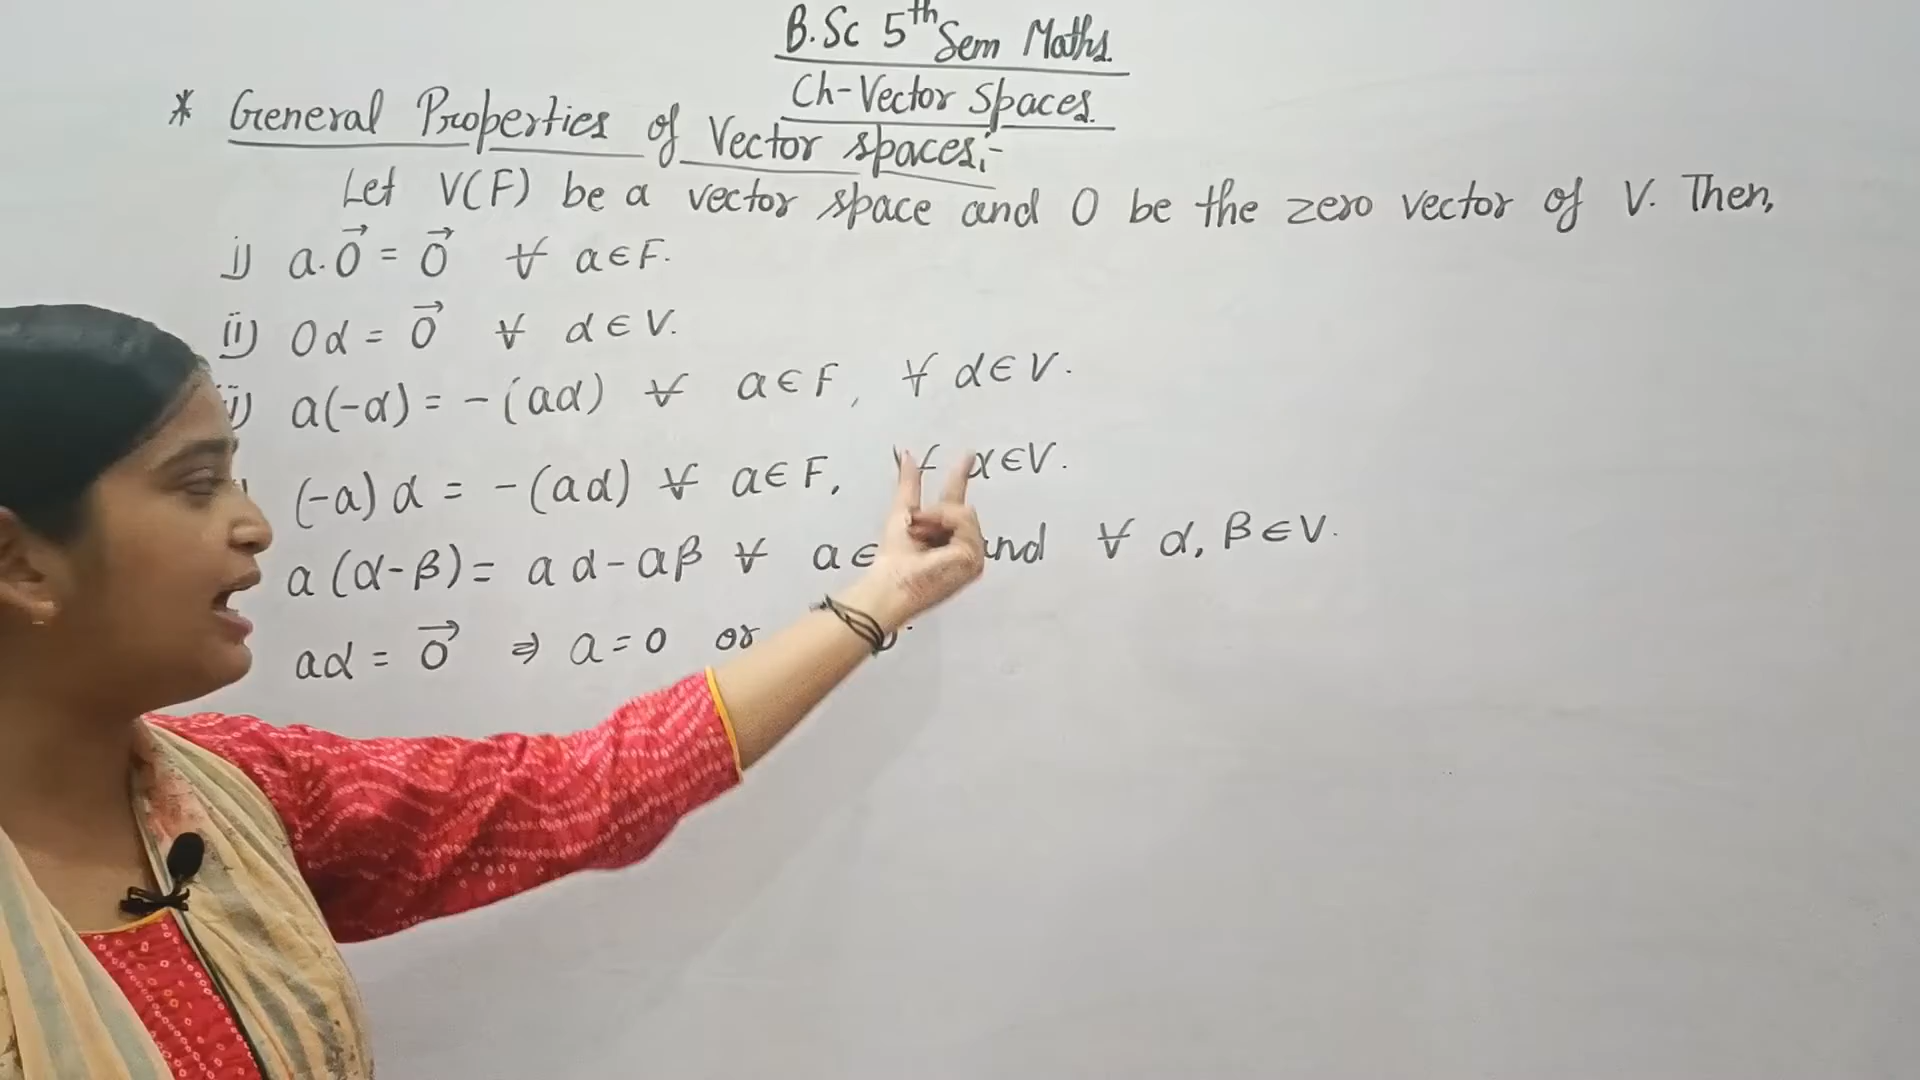 B.Sc 5th Sem Maths.
Ch-Vector Spaces.
* General Properties of Vector spaces:-
Let V(F) be a vector space and 0 be the zero vector of V. Then,
i) a.0⃗ = 0⃗ ∀ a∈F.
ii) 0α = 0⃗ ∀ α∈V.
a(-α) = -(aα) ∀ a∈F, ∀ α∈V.
(-a)α = -(aα) ∀ a∈F, ∀ α∈V.
a(α-β) = aα-aβ ∀ a∈ and ∀ α, β∈V.
aα = 0⃗ ⇒ a=0 or